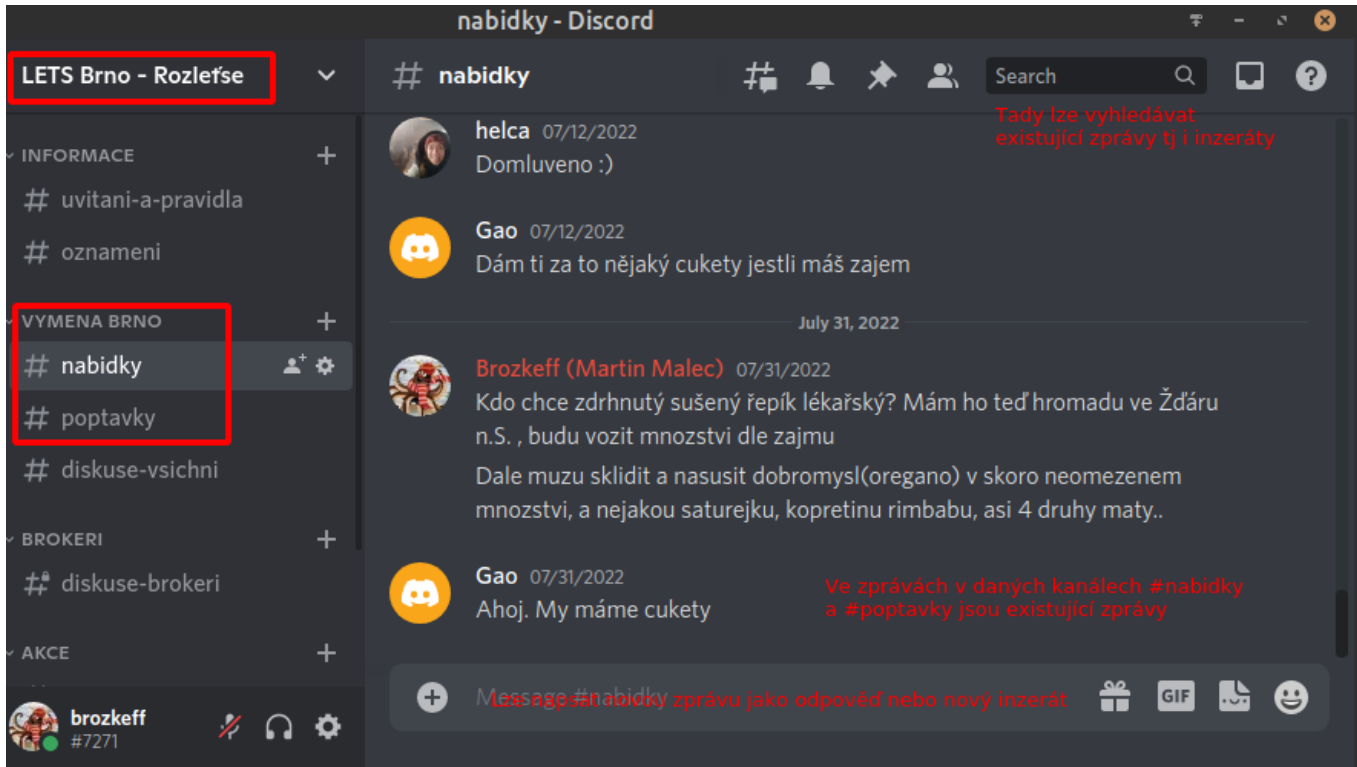 nabidky - Discord
LETS Brno - Rozleťse
# nabidky
Search
Tady lze vyhledávat
existující zprávy tj i inzeráty
INFORMACE
# uvitani-a-pravidla
# oznameni
VYMENA BRNO
# nabidky
# poptavky
# diskuse-vsichni
BROKERI
# diskuse-brokeri
AKCE
brozkeff
#7271
helca 07/12/2022
Domluveno :)
Gao 07/12/2022
Dám ti za to nějaký cukety jestli máš zajem
July 31, 2022
Brozkeff (Martin Malec) 07/31/2022
Kdo chce zdrhnutý sušený řepík lékařský? Mám ho teď hromadu ve Žďáru
n.S. , budu vozit mnozstvi dle zajmu
Dale muzu sklidit a nasusit dobromysl(oregano) v skoro neomezenem
mnozstvi, a nejakou saturejku, kopretinu rimbabu, asi 4 druhy maty..
Gao 07/31/2022
Ahoj. My máme cukety
Ve zprávách v daných kanálech #nabidky
a #poptavky jsou existující zprávy
Message #nabidky
zprávu jako odpověď nebo nový inzerát
GIF